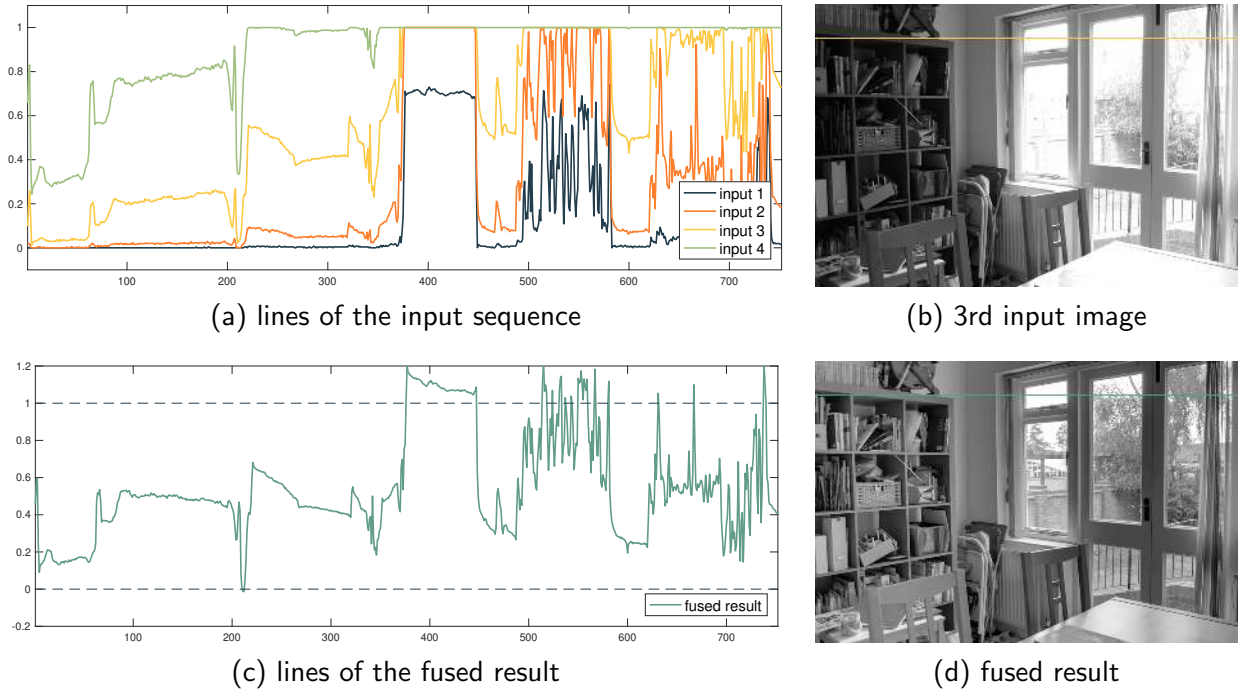 1
0.8
0.6
0.4
0.2
0
100 200 300 400 500 600 700
input 1
input 2
input 3
input 4
(a) lines of the input sequence
(b) 3rd input image
1.2
1
0.8
0.6
0.4
0.2
0
-0.2
100 200 300 400 500 600 700
fused result
(c) lines of the fused result
(d) fused result